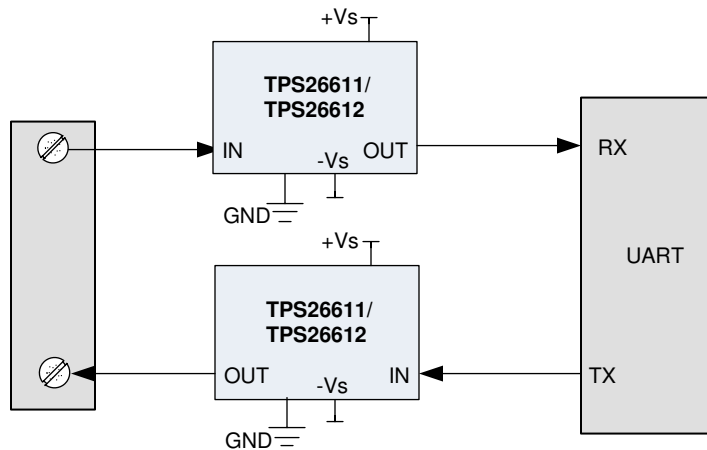 +Vs
TPS26611/
TPS26612
IN
-Vs
OUT
GND
RX
UART
+Vs
TPS26611/
TPS26612
OUT
-Vs
IN
TX
GND